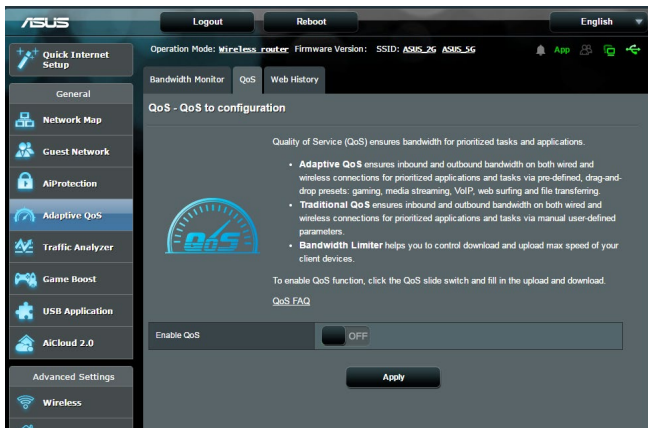 ASUS
Logout
Reboot
English
Quick Internet
Setup
General
Network Map
Guest Network
AiProtection
Adaptive QoS
Traffic Analyzer
Game Boost
USB Application
AiCloud 2.0
Advanced Settings
Wireless
Operation Mode: Wireless router Firmware Version: SSID: ASUS_2G ASUS_5G
App
Bandwidth Monitor
QoS
Web History
QoS - QoS to configuration
QoS
Quality of Service (QoS) ensures bandwidth for prioritized tasks and applications.
• Adaptive QoS ensures inbound and outbound bandwidth on both wired and
wireless connections for prioritized applications and tasks via pre-defined, drag-and-
drop presets: gaming, media streaming, VoIP, web surfing and file transferring.
• Traditional QoS ensures inbound and outbound bandwidth on both wired and
wireless connections for prioritized applications and tasks via manual user-defined
parameters.
• Bandwidth Limiter helps you to control download and upload max speed of your
client devices.
To enable QoS function, click the QoS slide switch and fill in the upload and download.
QoS FAQ
Enable QoS
OFF
Apply